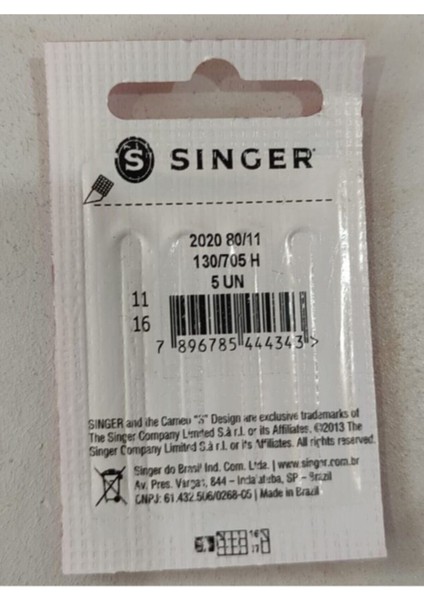 SINGER
2020 80/11
130/705 H
5 UN
11
16
7 896785 444343 >
SINGER and the Cameo "S" Design are exclusive trademarks of
The Singer Company Limited S.à r.l. or its Affiliates. ©2013 The
Singer Company Limited S.à r.l. or its Affiliates. All rights reserved.
Singer do Brasil Ind. Com. Ltda. | www.singer.com.br
Av. Pres. Vargas, 844 – Indaiatuba, SP – Brazil
CNPJ: 61.432.506/0268-05 | Made in Brazil